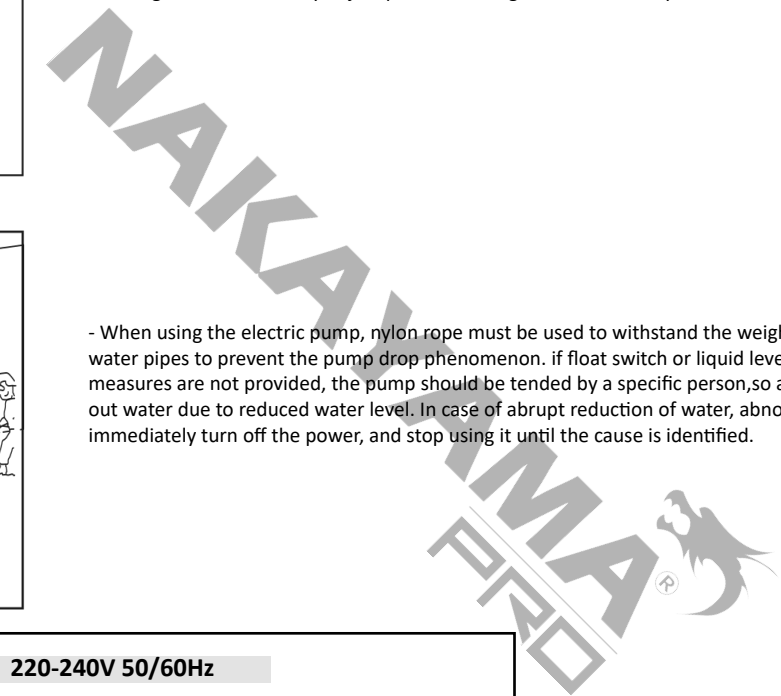 - When using the electric pump, nylon rope must be used to withstand the
water pipes to prevent the pump drop phenomenon. if float switch or liquid
measures are not provided, the pump should be tended by a specific person,so
out water due to reduced water level. In case of abrupt reduction of water,
immediately turn off the power, and stop using it until the cause is identified.
NAKAYAMA
PRO
®
220-240V 50/60Hz